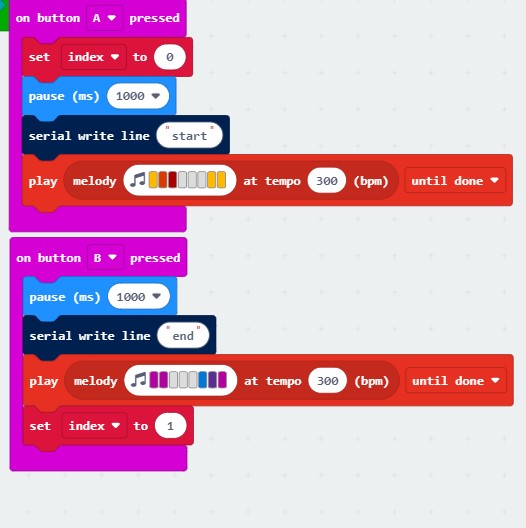 on button A pressed
set index to 0
pause (ms) 1000
serial write line "start"
play melody at tempo 300 (bpm) until done
on button B pressed
pause (ms) 1000
serial write line "end"
play melody at tempo 300 (bpm) until done
set index to 1